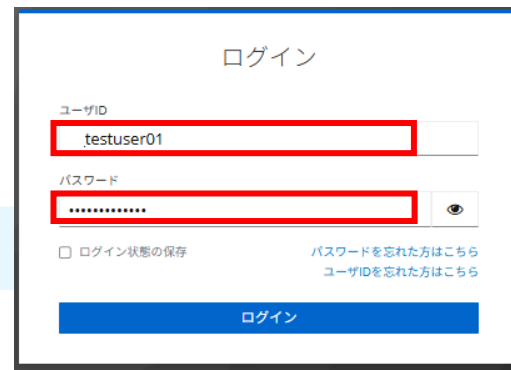 ログイン
ユーザID
testuser01
パスワード
•••••••••••••
ログイン状態の保存
パスワードを忘れた方はこちら
ユーザIDを忘れた方はこちら
ログイン